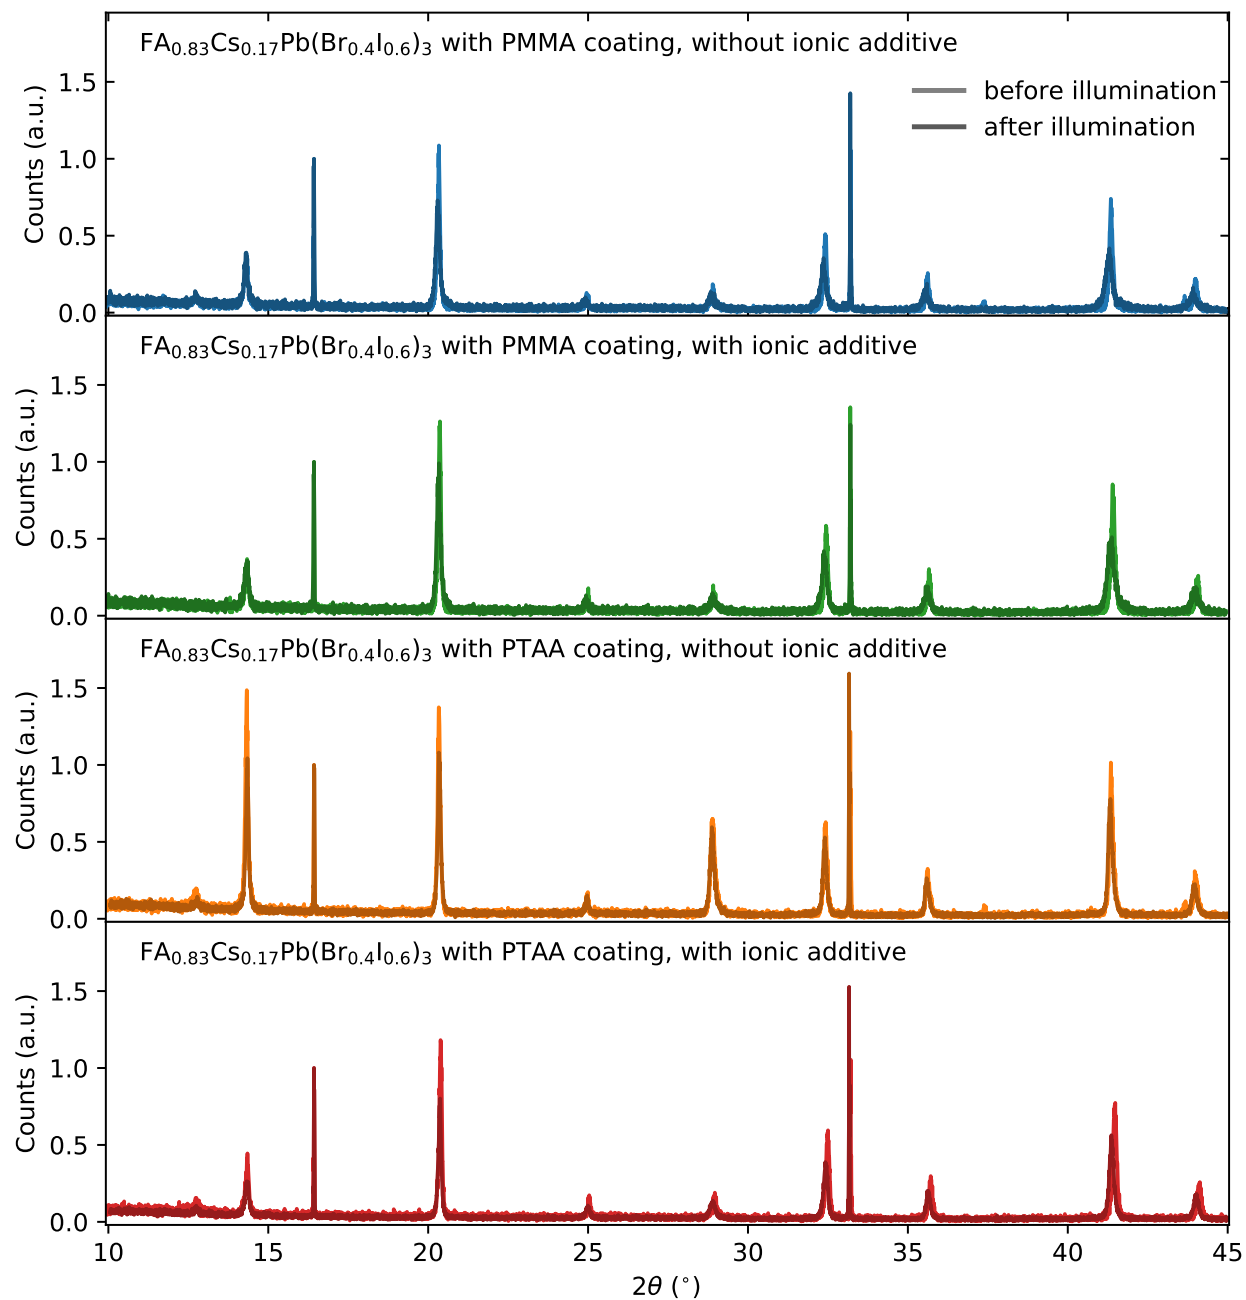 FA₀.₈₃Cs₀.₁₇Pb(Br₀.₄I₀.₆)₃ with PMMA coating, without ionic additive
before illumination
after illumination
Counts (a.u.)
1.5
1.0
0.5
0.0
FA₀.₈₃Cs₀.₁₇Pb(Br₀.₄I₀.₆)₃ with PMMA coating, with ionic additive
Counts (a.u.)
1.5
1.0
0.5
0.0
FA₀.₈₃Cs₀.₁₇Pb(Br₀.₄I₀.₆)₃ with PTAA coating, without ionic additive
Counts (a.u.)
1.5
1.0
0.5
0.0
FA₀.₈₃Cs₀.₁₇Pb(Br₀.₄I₀.₆)₃ with PTAA coating, with ionic additive
Counts (a.u.)
1.5
1.0
0.5
0.0
10 15 20 25 30 35 40 45
2θ (°)